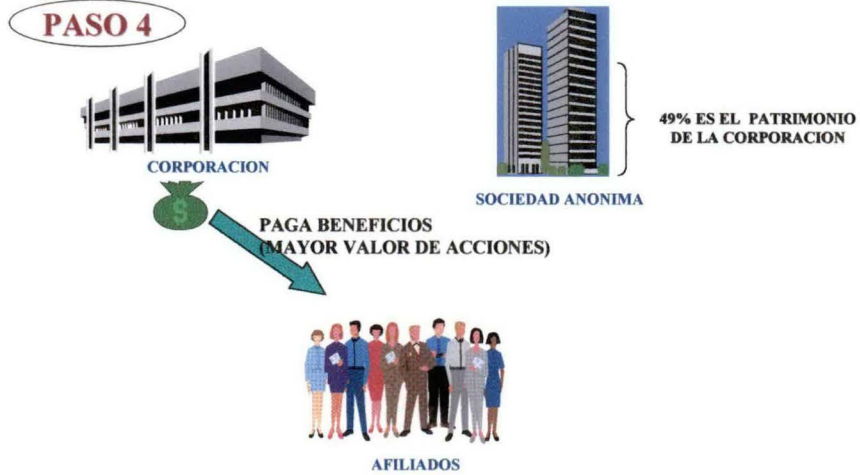 PASO 4
CORPORACION
$
49% ES EL PATRIMONIO
DE LA CORPORACION
SOCIEDAD ANONIMA
PAGA BENEFICIOS
(MAYOR VALOR DE ACCIONES)
AFILIADOS